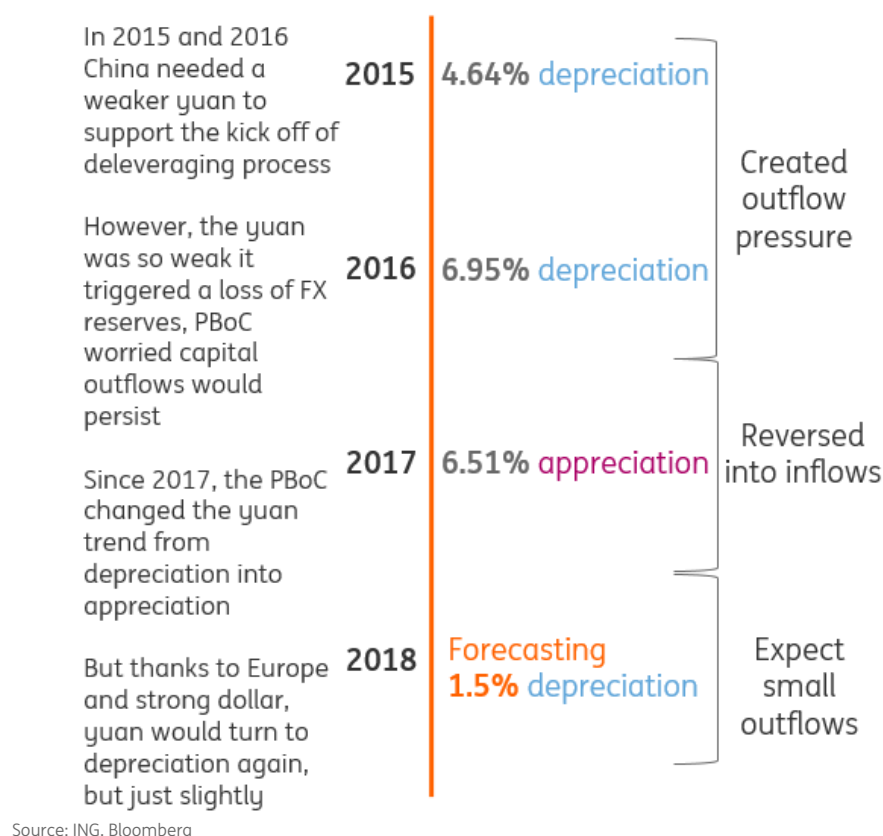 In 2015 and 2016
China needed a
weaker yuan to
support the kick off of
deleveraging process
2015
4.64% depreciation
Created
outflow
pressure
However, the yuan
was so weak it
triggered a loss of FX
reserves, PBoC
worried capital
outflows would
persist
2016
6.95% depreciation
Since 2017, the PBoC
changed the yuan
trend from
depreciation into
appreciation
2017
6.51% appreciation
Reversed
into inflows
But thanks to Europe
and strong dollar,
yuan would turn to
depreciation again,
but just slightly
2018
Forecasting
1.5% depreciation
Expect
small
outflows
Source: ING, Bloomberg